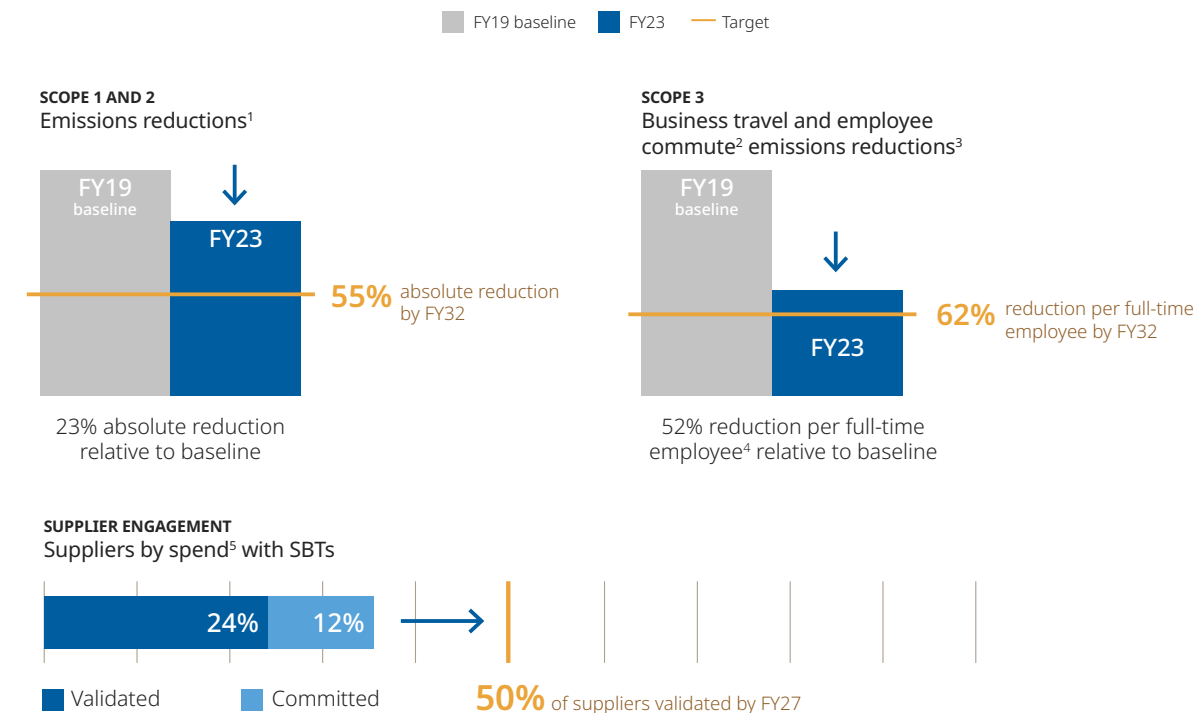 FY19 baseline FY23 Target
SCOPE 1 AND 2
Emissions reductions¹
FY19
baseline
FY23
55% absolute reduction
by FY32
23% absolute reduction
relative to baseline
SCOPE 3
Business travel and employee
commute² emissions reductions³
FY19
baseline
FY23
62% reduction per full-time
employee by FY32
52% reduction per full-time
employee⁴ relative to baseline
SUPPLIER ENGAGEMENT
Suppliers by spend⁵ with SBTs
24% 12%
Validated Committed
50% of suppliers validated by FY27